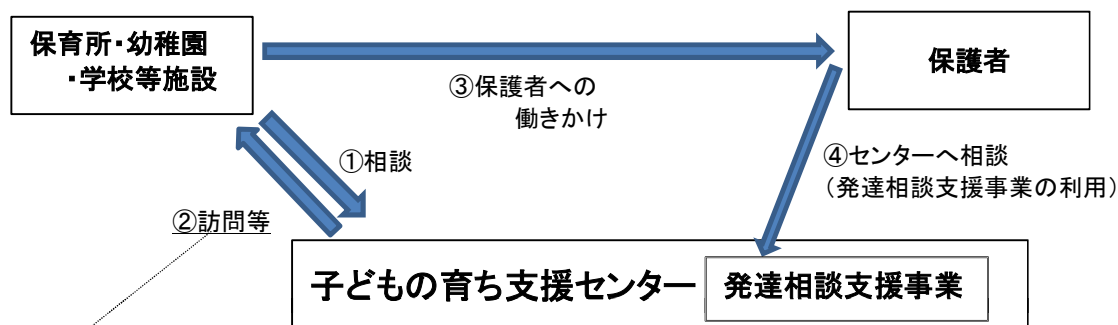 保育所・幼稚園
・学校等施設
保護者
③保護者への
働きかけ
①相談
④センターへ相談
（発達相談支援事業の利用）
②訪問等
子どもの育ち支援センター
発達相談支援事業